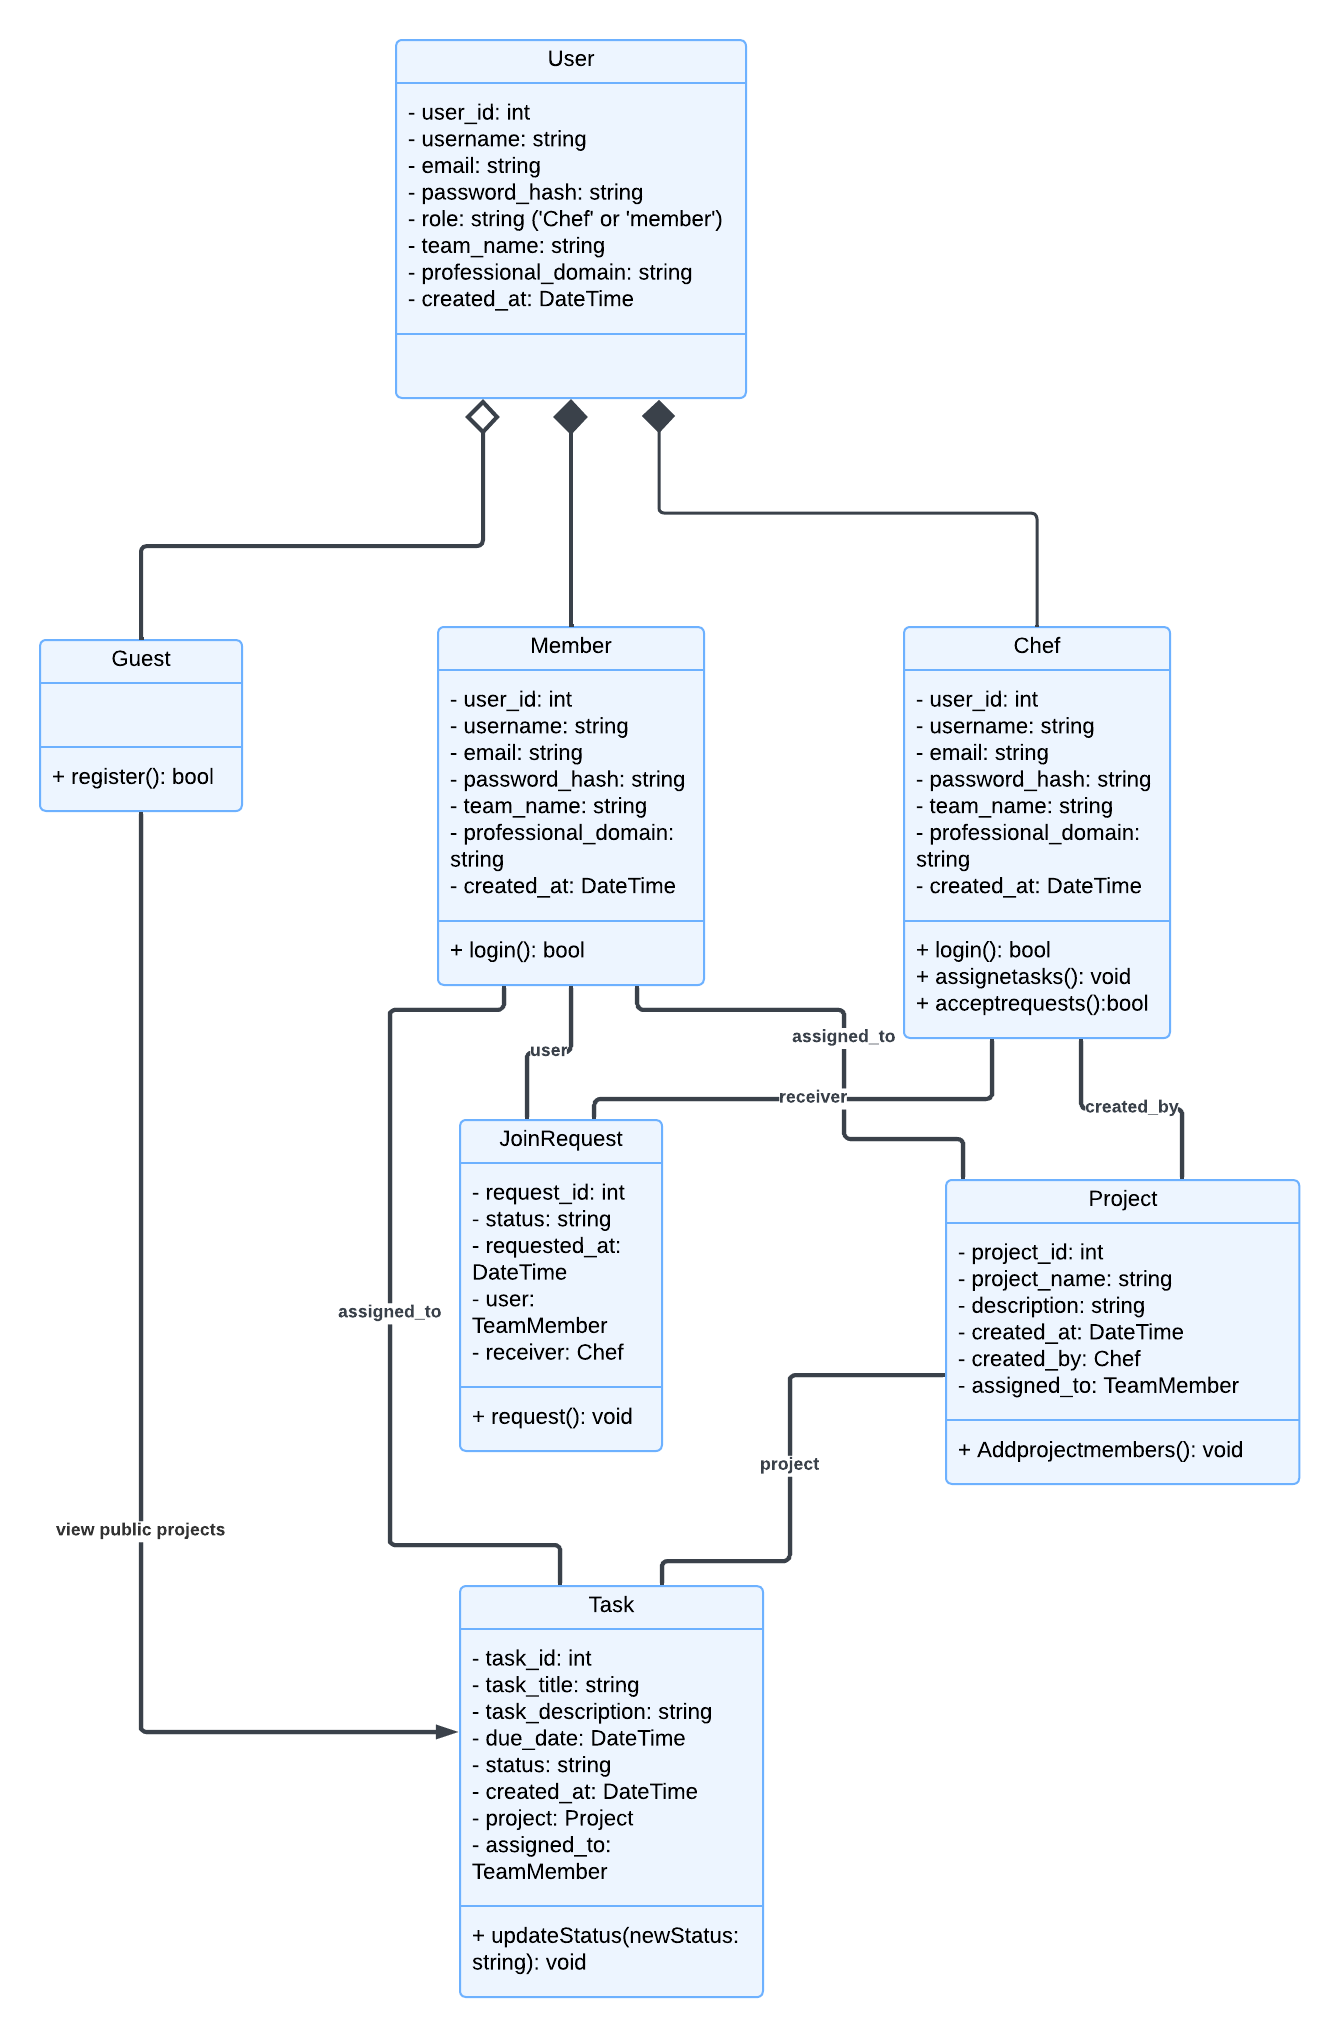 User
- user_id: int
- username: string
- email: string
- password_hash: string
- role: string ('Chef' or 'member')
- team_name: string
- professional_domain: string
- created_at: DateTime
Guest
+ register(): bool
Member
- user_id: int
- username: string
- email: string
- password_hash: string
- team_name: string
- professional_domain:
string
- created_at: DateTime
+ login(): bool
Chef
- user_id: int
- username: string
- email: string
- password_hash: string
- team_name: string
- professional_domain:
string
- created_at: DateTime
+ login(): bool
+ assignetasks(): void
+ acceptrequests():bool
user
assigned_to
receiver
created_by
JoinRequest
- request_id: int
- status: string
- requested_at:
DateTime
- user:
TeamMember
- receiver: Chef
+ request(): void
Project
- project_id: int
- project_name: string
- description: string
- created_at: DateTime
- created_by: Chef
- assigned_to: TeamMember
+ Addprojectmembers(): void
assigned_to
project
view public projects
Task
- task_id: int
- task_title: string
- task_description: string
- due_date: DateTime
- status: string
- created_at: DateTime
- project: Project
- assigned_to:
TeamMember
+ updateStatus(newStatus:
string): void